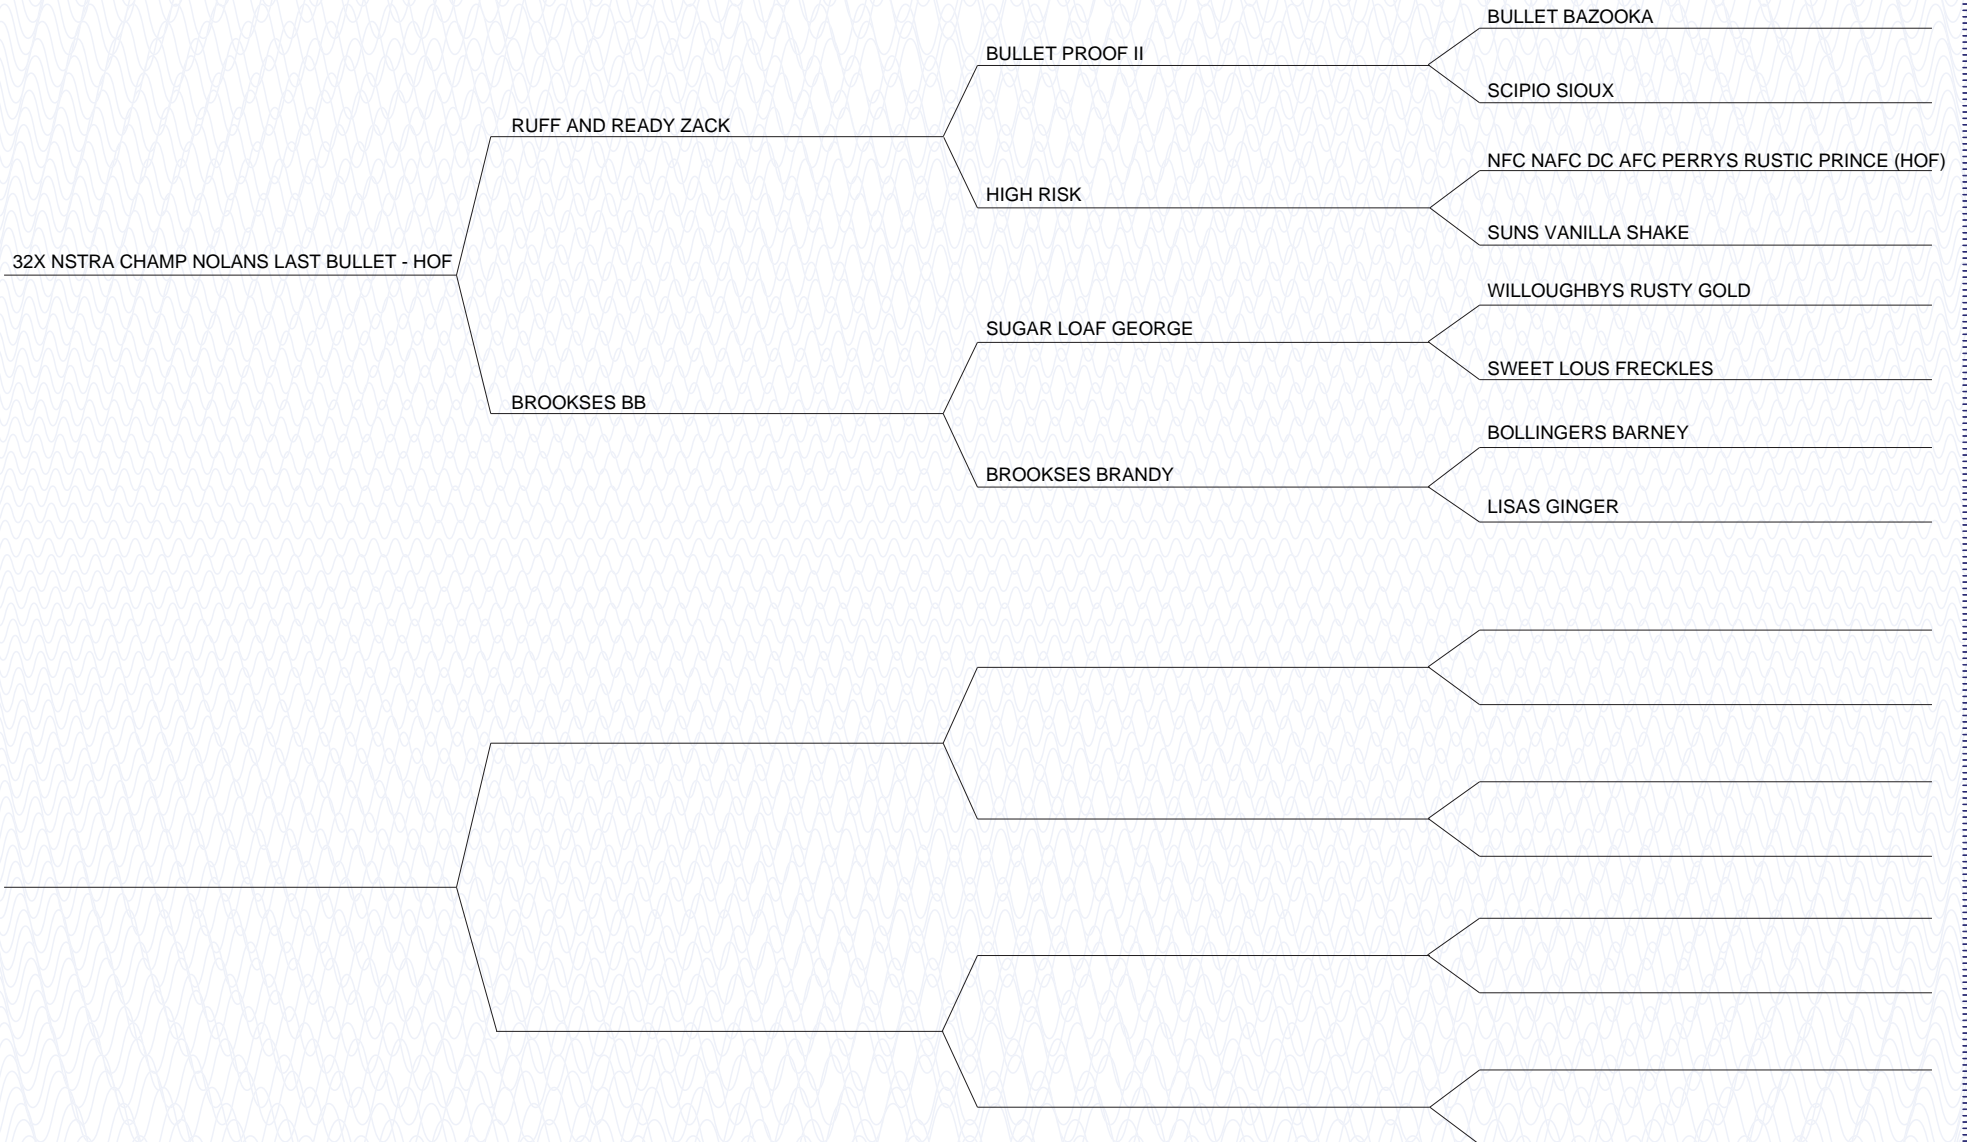 BULLET BAZOOKA
BULLET PROOF II
SCIPIO SIOUX
RUFF AND READY ZACK
NFC NAFC DC AFC PERRYS RUSTIC PRINCE (HOF)
HIGH RISK
SUNS VANILLA SHAKE
32X NSTRA CHAMP NOLANS LAST BULLET - HOF
WILLOUGHBYS RUSTY GOLD
SUGAR LOAF GEORGE
SWEET LOUS FRECKLES
BROOKSES BB
BOLLINGERS BARNEY
BROOKSES BRANDY
LISAS GINGER